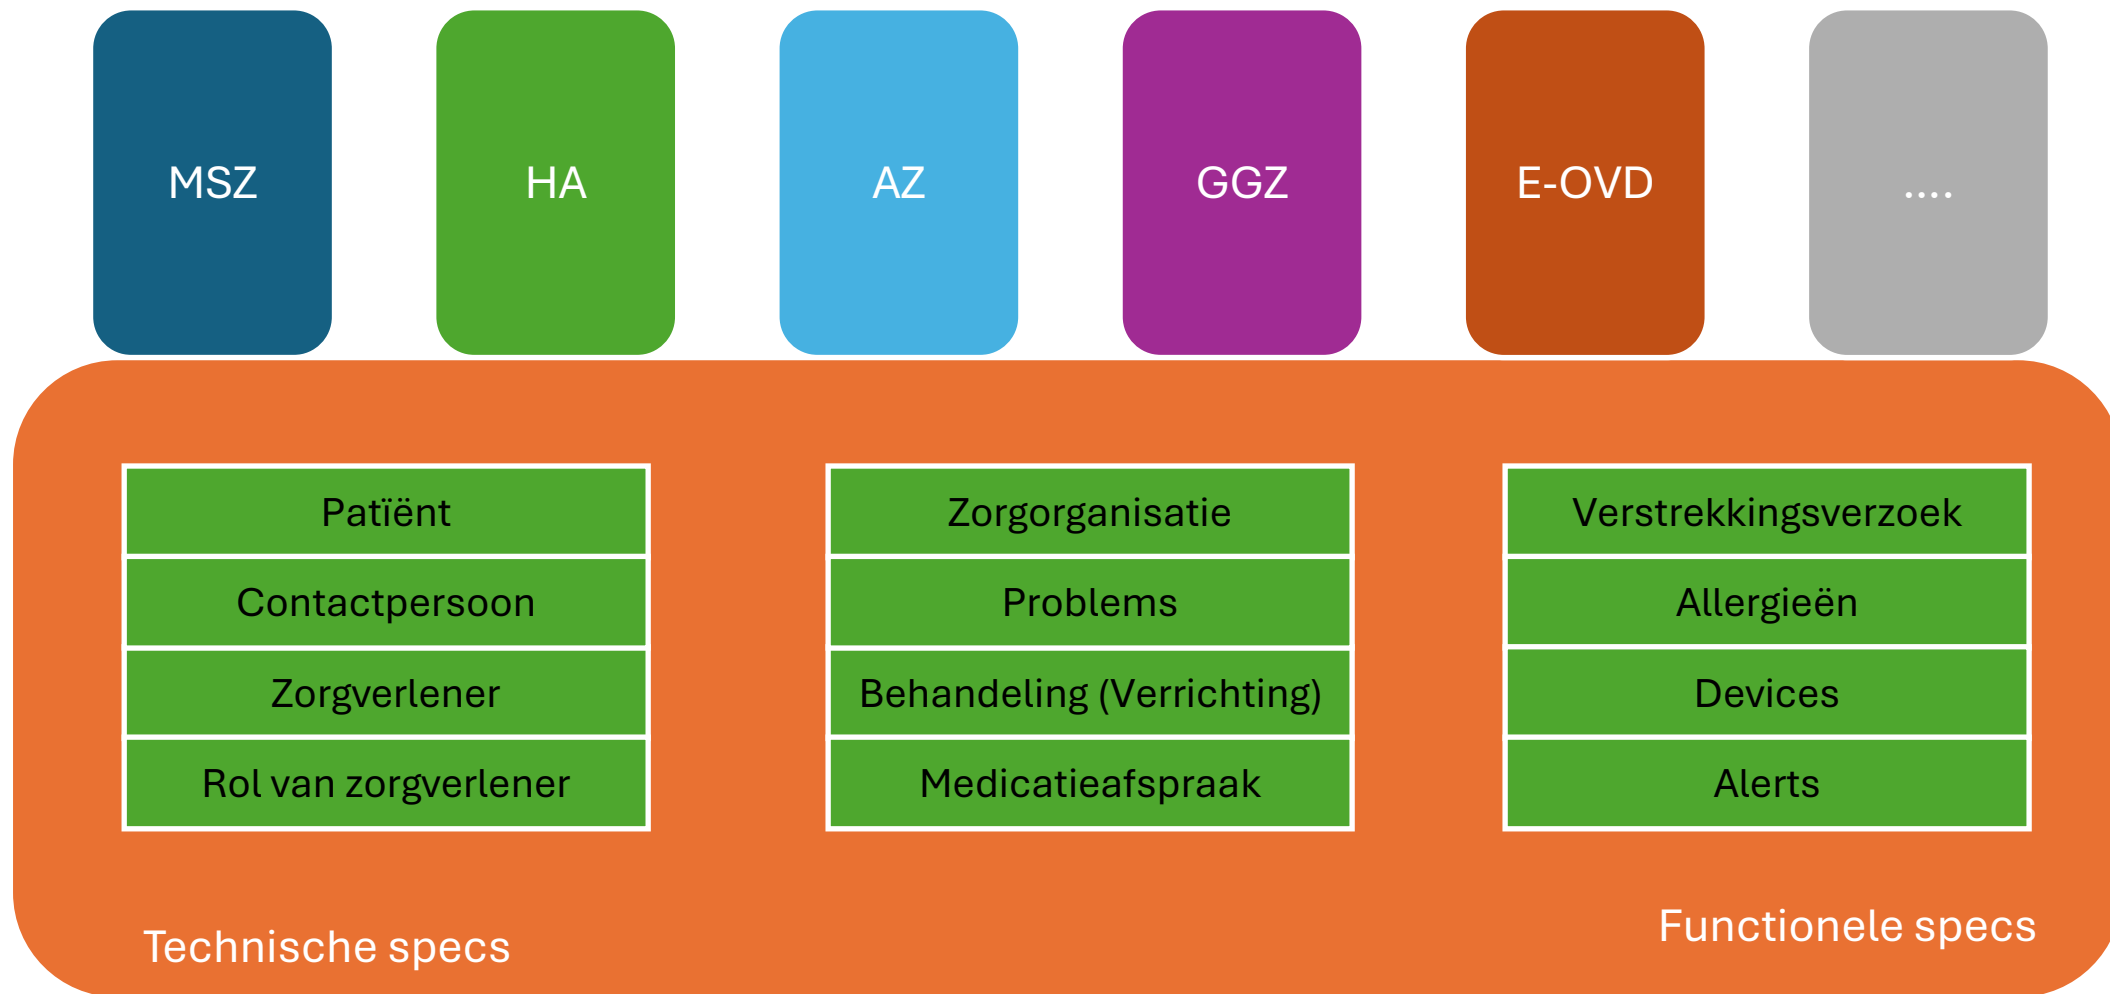 MSZ
HA
AZ
GGZ
E-OVD
....
Patïënt
Contactpersoon
Zorgverlener
Rol van zorgverlener
Zorgorganisatie
Problems
Behandeling (Verrichting)
Medicatieafspraak
Verstrekkingsverzoek
Allergieën
Devices
Alerts
Technische specs
Functionele specs